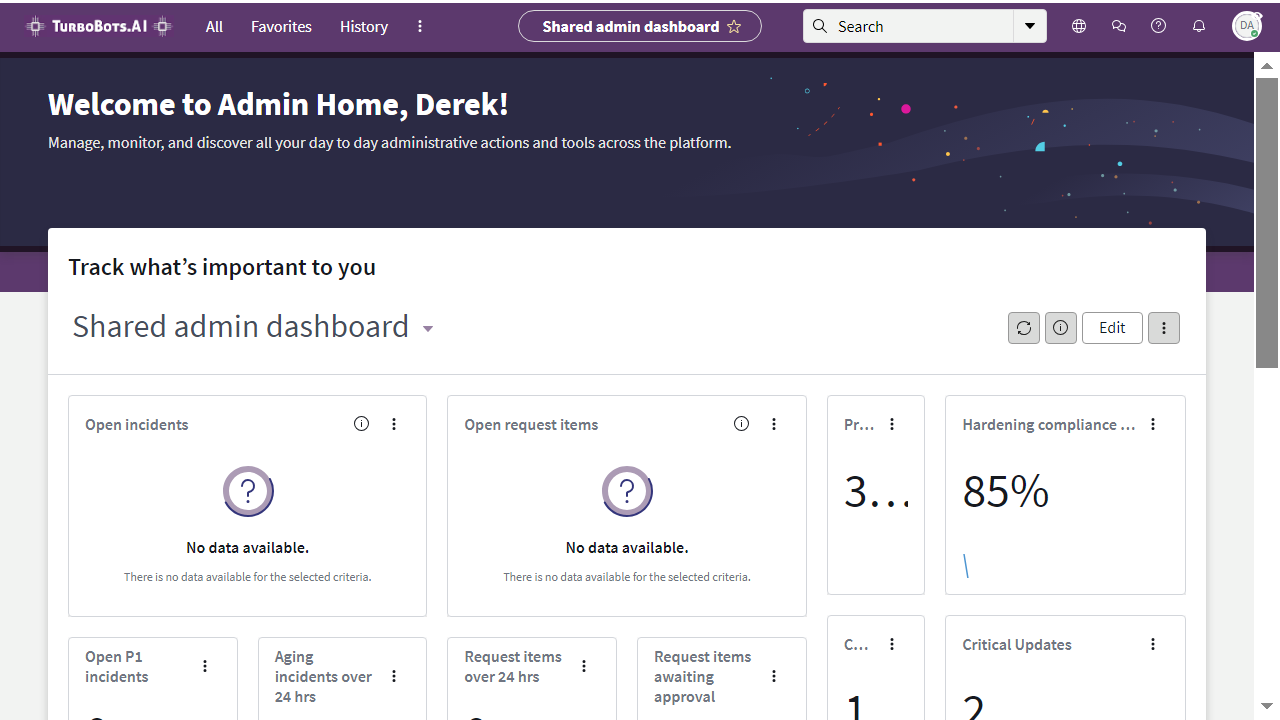 TurboBots.AI
All
Favorites
History
Shared admin dashboard
Search
DA
Welcome to Admin Home, Derek!
Manage, monitor, and discover all your day to day administrative actions and tools across the platform.
Track what's important to you
Shared admin dashboard
Edit
Open incidents
No data available.
There is no data available for the selected criteria.
Open request items
No data available.
There is no data available for the selected criteria.
Pr...
3...
Hardening compliance ...
85%
Open P1
incidents
Aging
incidents over
24 hrs
Request items
over 24 hrs
Request items
awaiting
approval
C...
1
Critical Updates
2